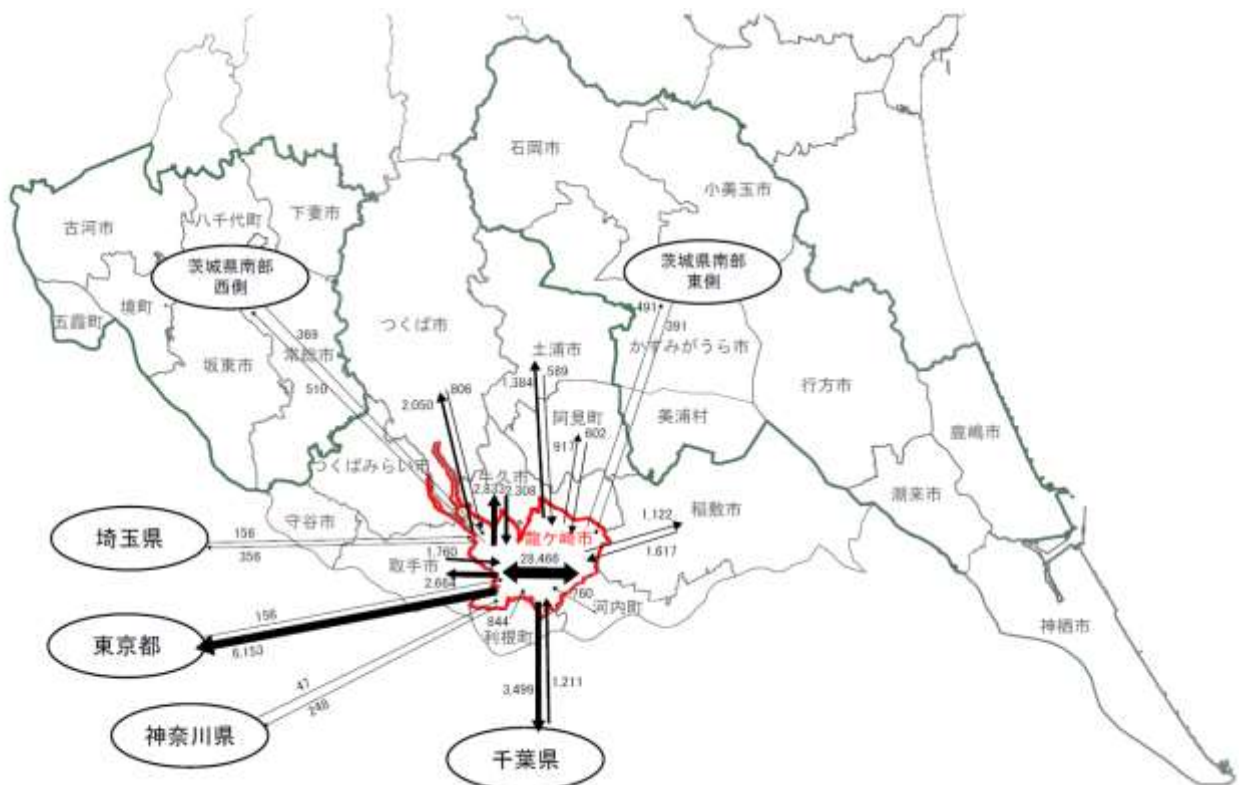 石岡市
小美玉市
古河市
八千代町
下妻市
茨城県南部
西側
茨城県南部
東側
五霞町
境町
坂東市
常総市
つくば市
土浦市
かすみがうら市
行方市
鹿嶋市
潮来市
神栖市
阿見町
美浦村
つくばみらい市
牛久市
稲敷市
守谷市
取手市
龍ケ崎市
河内町
利根町
埼玉県
東京都
神奈川県
千葉県
369
510
491
391
2,050
806
1,384
589
917
602
2,833
2,308
1,122
1,617
156
356
1,760
2,664
28,466
760
844
156
6,153
47
248
3,499
1,211